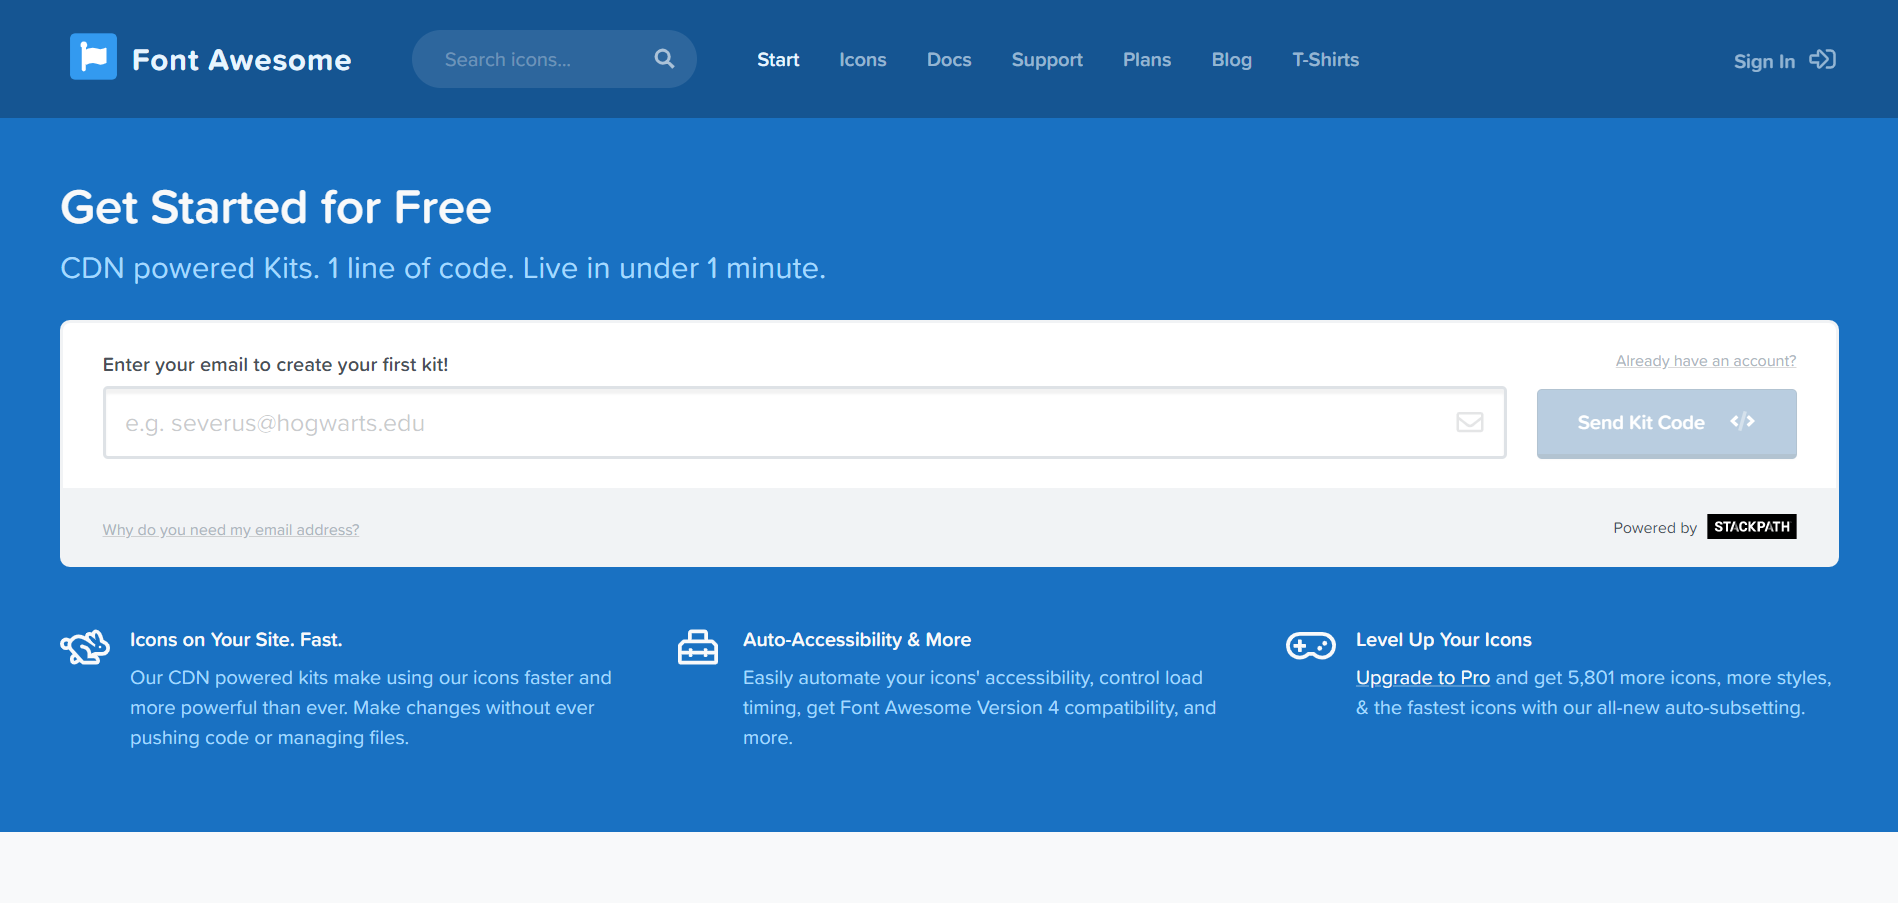 Font Awesome
Search icons...
Start
Icons
Docs
Support
Plans
Blog
T-Shirts
Sign In
Get Started for Free
CDN powered Kits. 1 line of code. Live in under 1 minute.
Enter your email to create your first kit!
Already have an account?
e.g. severus@hogwarts.edu
Send Kit Code
Why do you need my email address?
Powered by STACKPATH
Icons on Your Site. Fast.
Our CDN powered kits make using our icons faster and
more powerful than ever. Make changes without ever
pushing code or managing files.
Auto-Accessibility & More
Easily automate your icons' accessibility, control load
timing, get Font Awesome Version 4 compatibility, and
more.
Level Up Your Icons
Upgrade to Pro and get 5,801 more icons, more styles,
& the fastest icons with our all-new auto-subsetting.